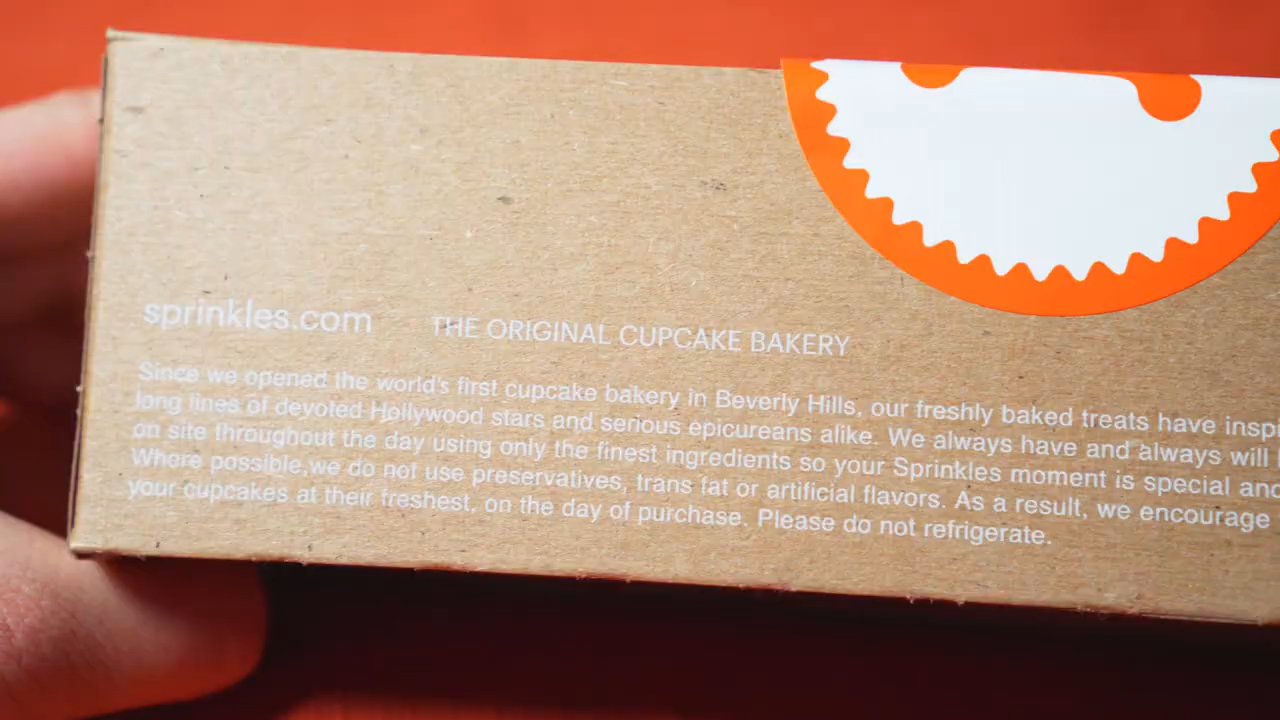 sprinkles.com THE ORIGINAL CUPCAKE BAKERY
Since we opened the world's first cupcake bakery in Beverly Hills, our freshly baked treats have
long lines of devoted Hollywood stars and serious epicureans alike. We always have and always will
on site throughout the day using only the finest ingredients so your Sprinkles moment is special and
Where possible,we do not use preservatives, trans fat or artificial flavors. As a result, we encourage
your cupcakes at their freshest, on the day of purchase. Please do not refrigerate.